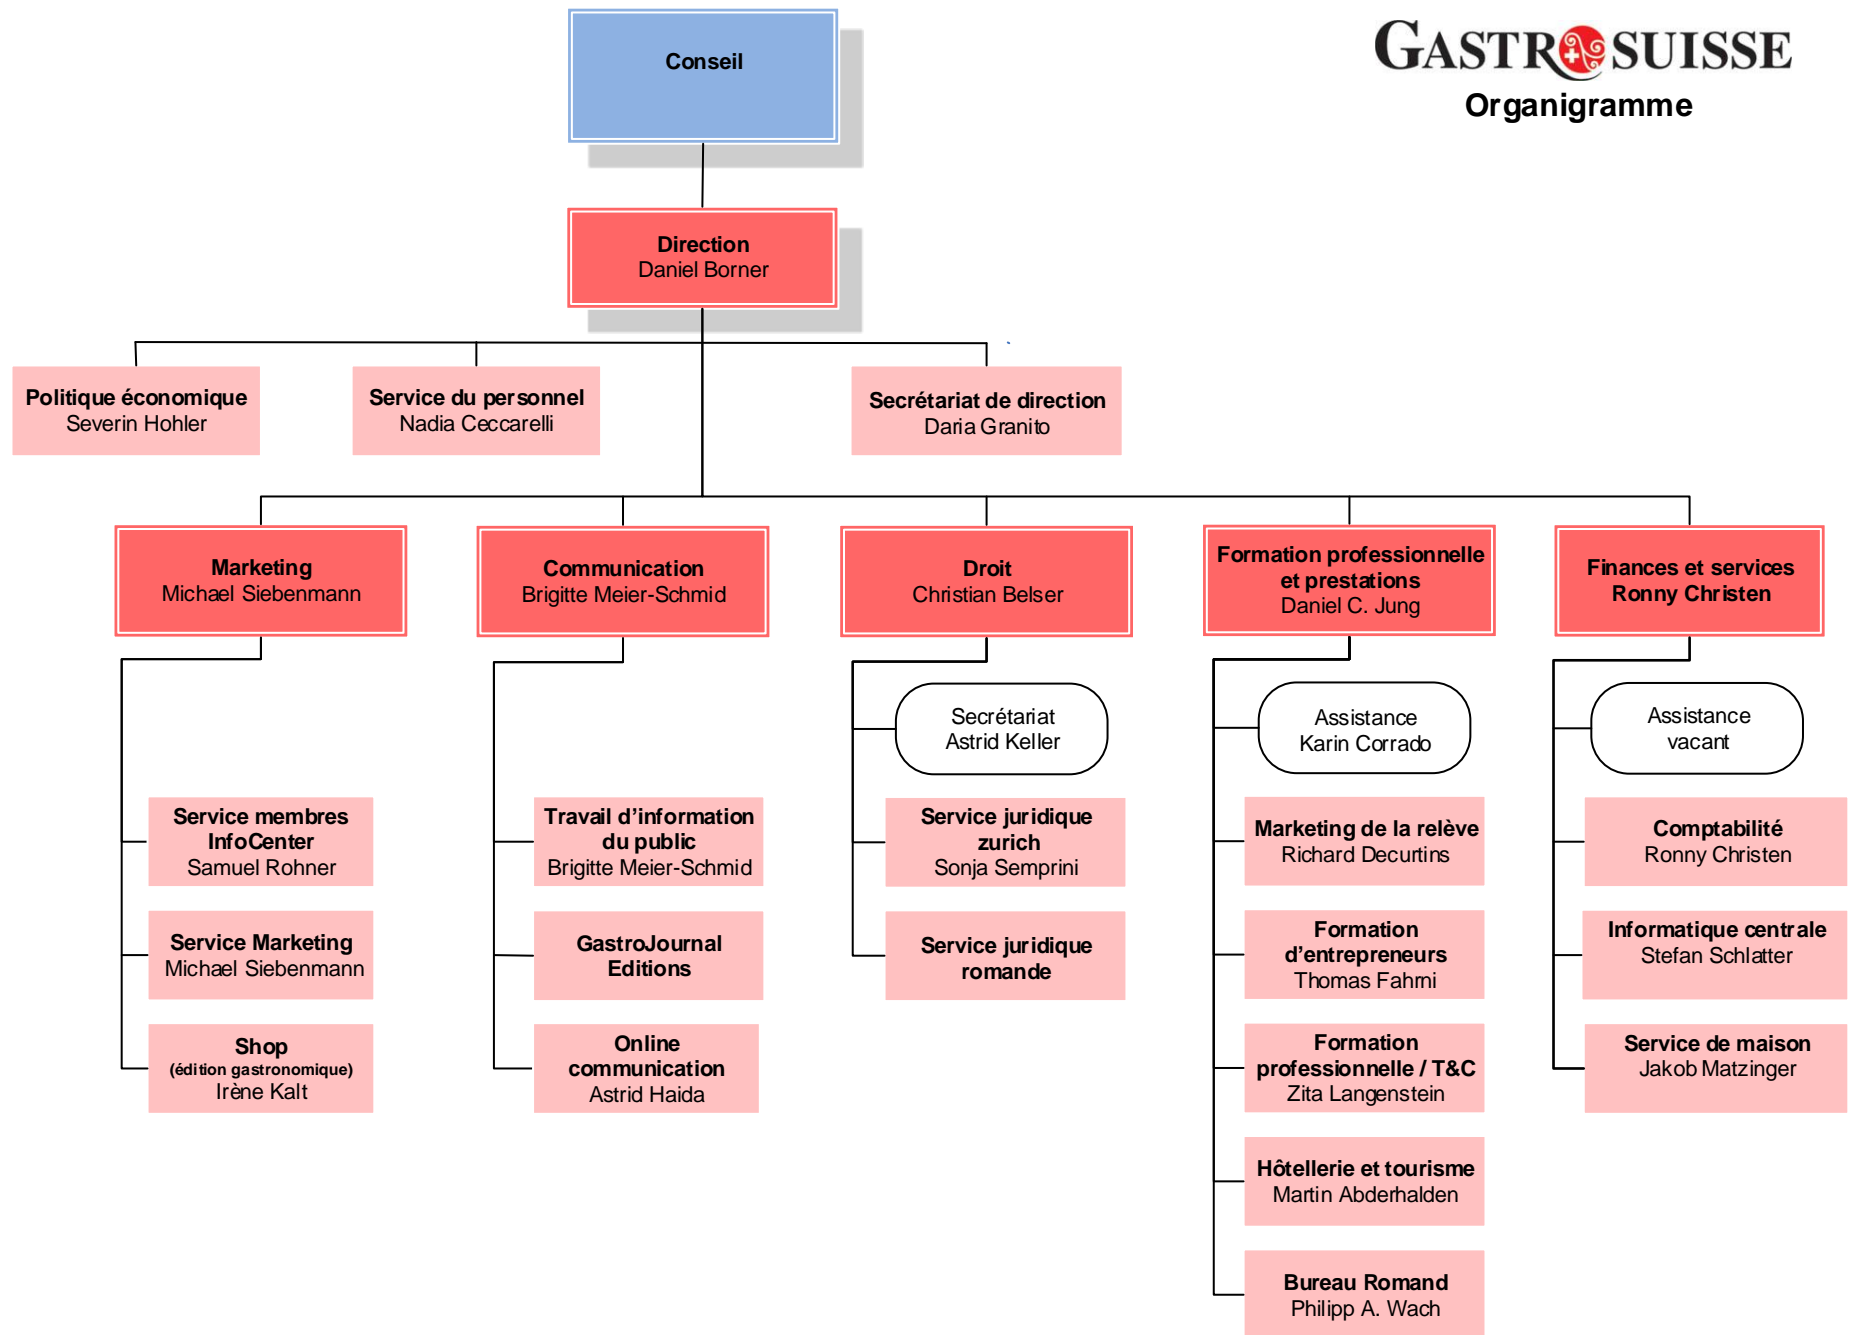 GASTROSUISSE
Organigramme
Conseil
Direction
Daniel Borner
Politique économique
Severin Hohler
Service du personnel
Nadia Ceccarelli
Secrétariat de direction
Daria Granito
Marketing
Michael Siebenmann
Communication
Brigitte Meier-Schmid
Droit
Christian Belser
Formation professionnelle
et prestations
Daniel C. Jung
Finances et services
Ronny Christen
Service membres
InfoCenter
Samuel Rohner
Service Marketing
Michael Siebenmann
Shop
(édition gastronomique)
Irène Kalt
Travail d’information
du public
Brigitte Meier-Schmid
GastroJournal
Editions
Online
communication
Astrid Haida
Secrétariat
Astrid Keller
Service juridique
zurich
Sonja Semprini
Service juridique
romande
Assistance
Karin Corrado
Marketing de la relève
Richard Decurtins
Formation
d’entrepreneurs
Thomas Fahrni
Formation
professionnelle / T&C
Zita Langenstein
Hôtellerie et tourisme
Martin Abderhalden
Bureau Romand
Philipp A. Wach
Assistance
vacant
Comptabilité
Ronny Christen
Informatique centrale
Stefan Schlatter
Service de maison
Jakob Matzinger